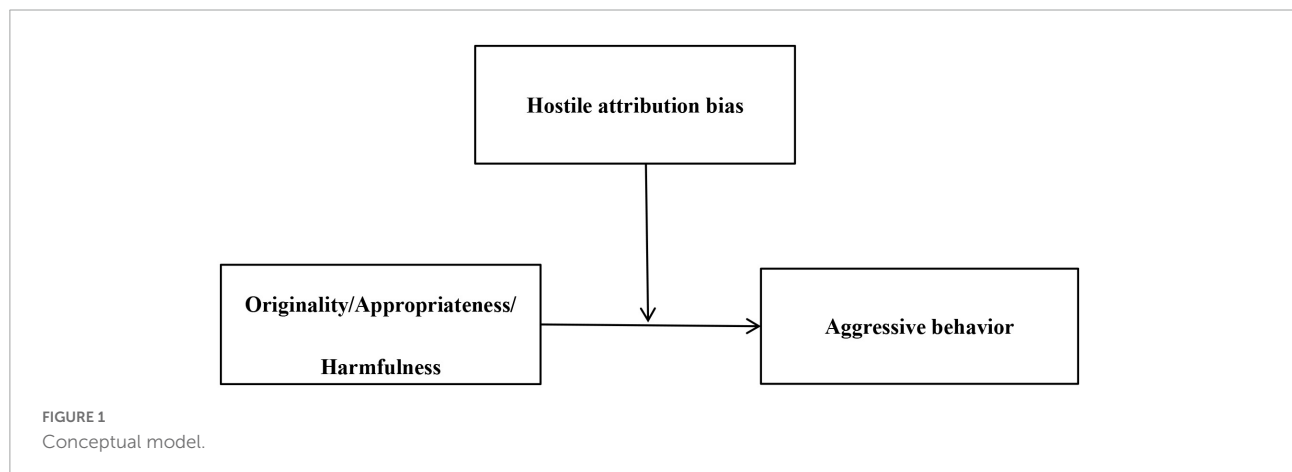 Hostile attribution bias
Originality/Appropriateness/
Harmfulness
Aggressive behavior
FIGURE 1
Conceptual model.